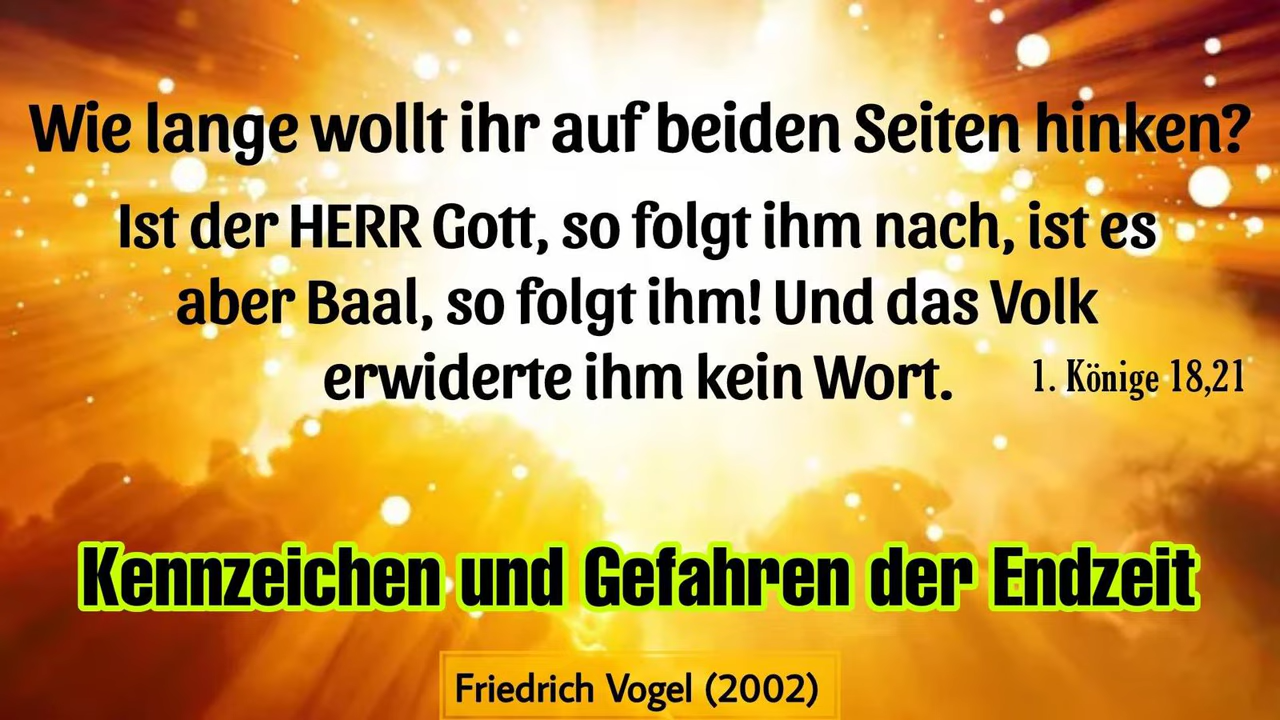 Wie lange wollt ihr auf beiden Seiten hinken?
Ist der HERR Gott, so folgt ihm nach, ist es
aber Baal, so folgt ihm! Und das Volk
erwiderte ihm kein Wort. 1. Könige 18,21
Kennzeichen und Gefahren der Endzeit
Friedrich Vogel (2002)